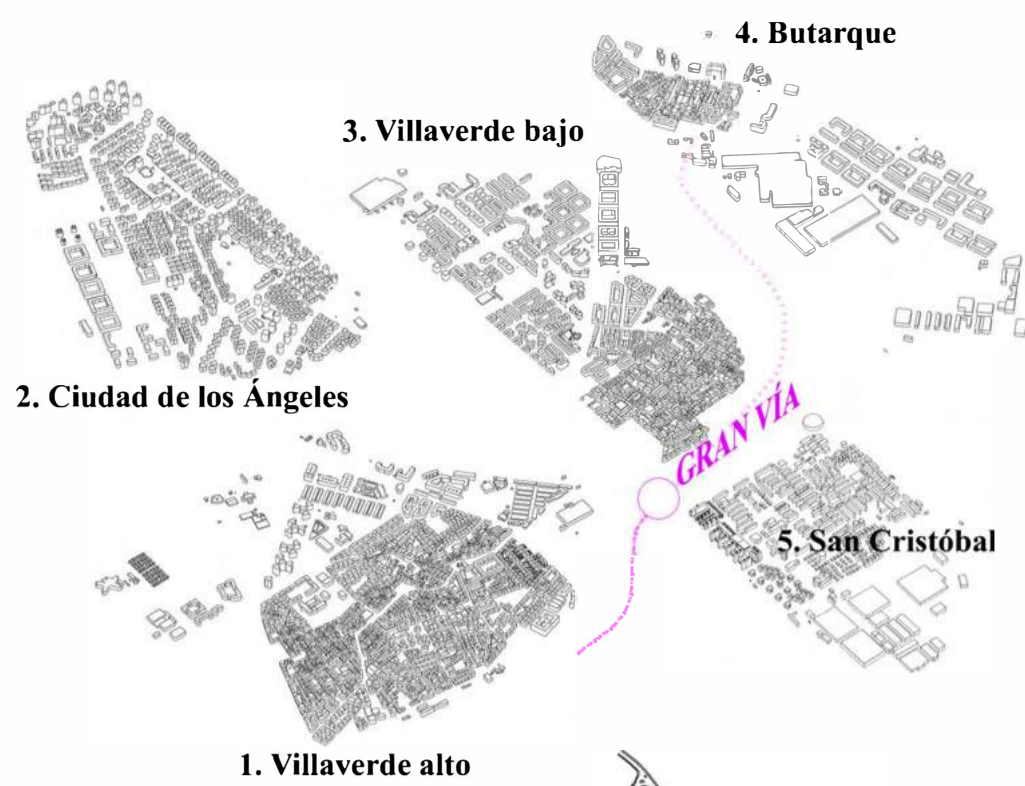 4. Butarque
3. Villaverde bajo
2. Ciudad de los Ángeles
GRAN VÍA
5. San Cristóbal
1. Villaverde alto